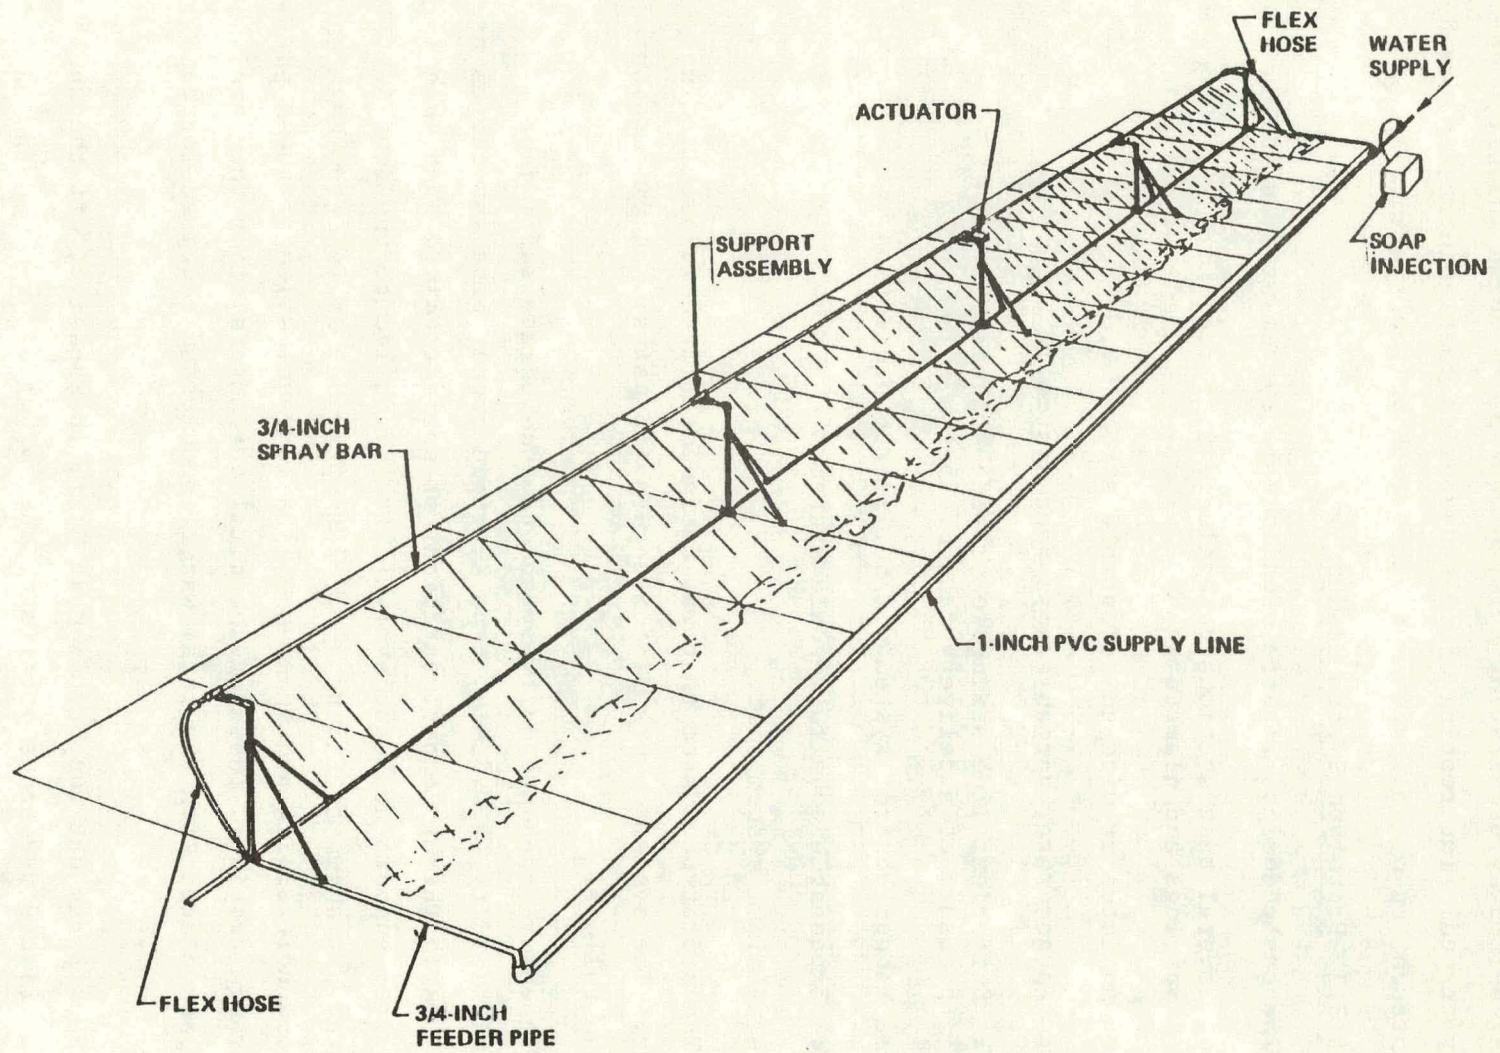 FLEX
HOSE
WATER
SUPPLY
ACTUATOR
SOAP
INJECTION
SUPPORT
ASSEMBLY
3/4-INCH
SPRAY BAR
1-INCH PVC SUPPLY LINE
FLEX HOSE
3/4-INCH
FEEDER PIPE